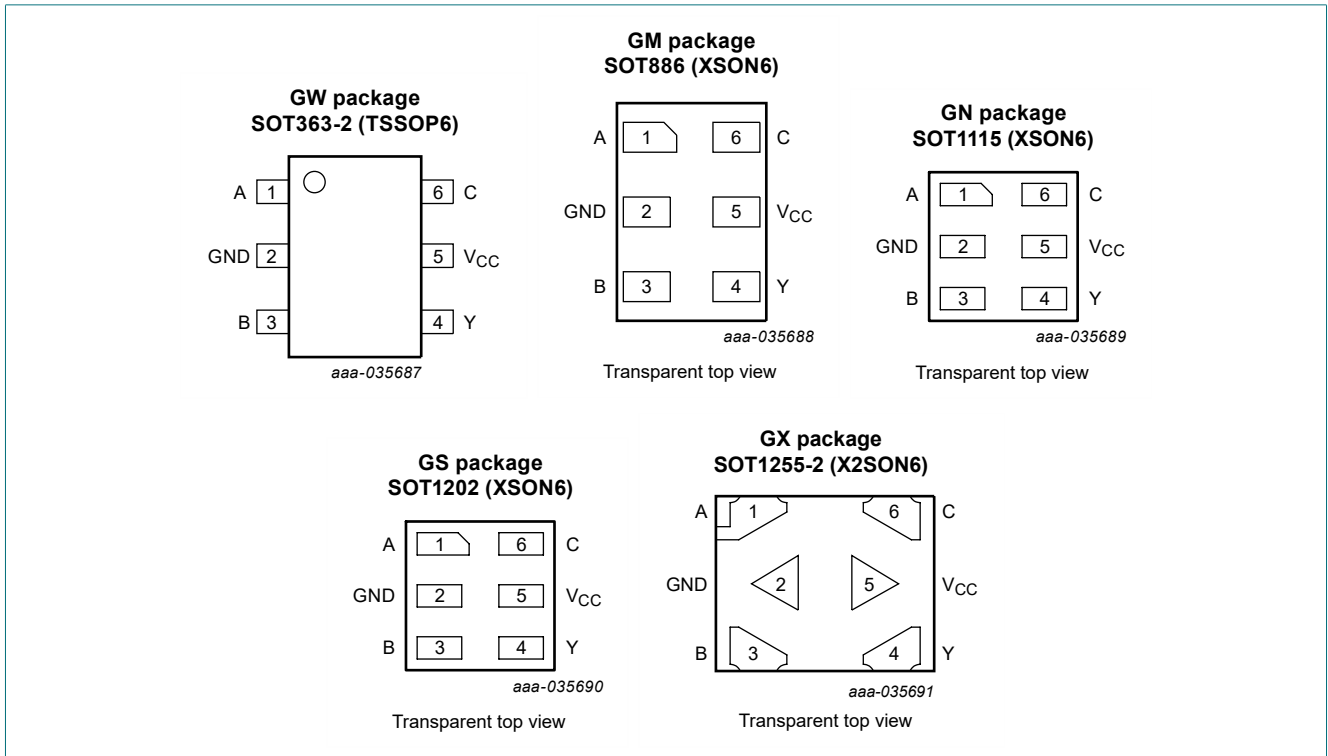 GW package
SOT363-2 (TSSOP6)
A 1 6 C
GND 2 5 VCC
B 3 4 Y
aaa-035687
GM package
SOT886 (XSON6)
A 1 6 C
GND 2 5 VCC
B 3 4 Y
aaa-035688
Transparent top view
GN package
SOT1115 (XSON6)
A 1 6 C
GND 2 5 VCC
B 3 4 Y
aaa-035689
Transparent top view
GS package
SOT1202 (XSON6)
A 1 6 C
GND 2 5 VCC
B 3 4 Y
aaa-035690
Transparent top view
GX package
SOT1255-2 (X2SON6)
A 1 6 C
GND 2 5 VCC
B 3 4 Y
aaa-035691
Transparent top view